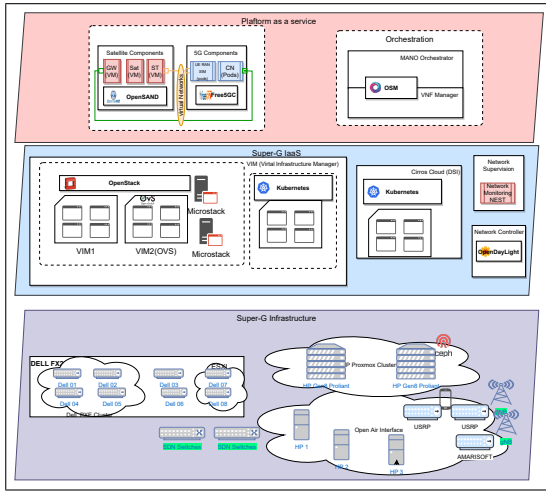 Platform as a service
Satellite Components
5G Components
GW
(VM)
Sat
(VM)
ST
(VM)
UE RAN
SIM
(pods)
CN
(Pods)
OpenSAND
Free5GC
virtual Networks
Orchestration
MANO Orchestrator
OSM
VNF Manager
Super-G IaaS
VIM (Virtal Infrastructure Manager)
OpenStack
OvS
Microstack
Microstack
VIM1
VIM2(OVS)
Kubernetes
Cirros Cloud (DSI)
Kubernetes
Network
Supervision
Network
Monitoring
NEST
Network Controller
OpenDayLight
Super-G Infrastructure
DELL FX2
ESXi
Dell 01
Dell 02
Dell 03
Dell 07
Dell 04
Dell 05
Dell 06
Dell 08
Cluster
SDN Switches
SDN Switches
ceph
P Proxmox Cluster
HP Gen8 Proliant
HP Gen8 Proliant
HP 1
Open Air Interface
HP 2
HP 3
USRP
USRP
AMARISOFT
gNB